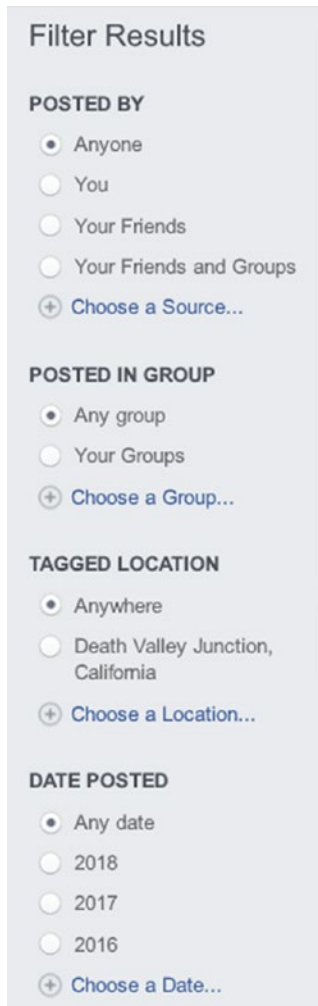 Filter Results
POSTED BY
Anyone
You
Your Friends
Your Friends and Groups
Choose a Source...
POSTED IN GROUP
Any group
Your Groups
Choose a Group...
TAGGED LOCATION
Anywhere
Death Valley Junction,
California
Choose a Location...
DATE POSTED
Any date
2018
2017
2016
Choose a Date...